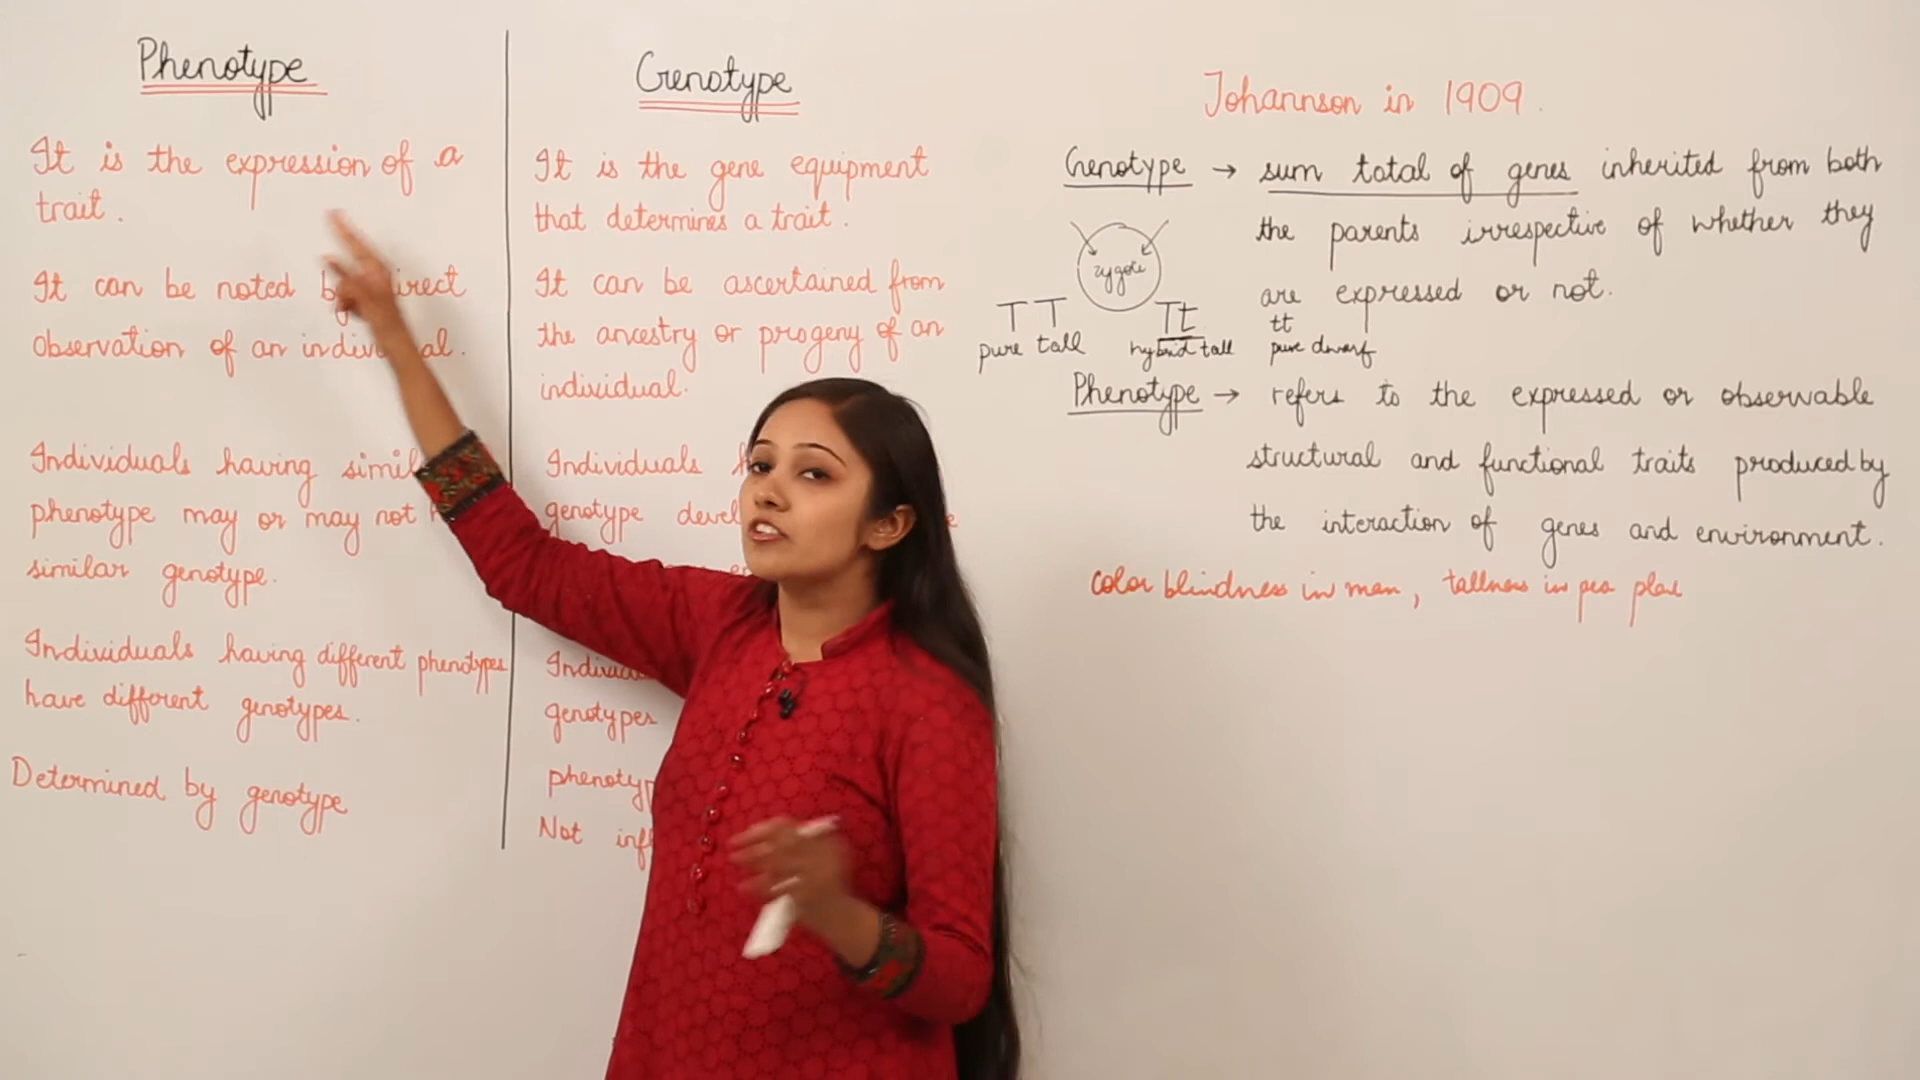 Phenotype
It is the expression of a
trait.
It can be noted by direct
observation of an individual.
Individuals having simil
phenotype may or may not h
similar genotype.
Individuals having different phenotypes
have different genotypes.
Determined by genotype
Genotype
It is the gene equipment
that determines a trait.
It can be ascertained from
the ancestry or progeny of an
individual.
Individuals
genotype devel
Individua
genotypes
phenotyp
Not infl
Johannson in 1909.
Genotype → sum total of genes inherited from both
the parents irrespective of whether they
are expressed or not.
zygote
TT Tt tt
pure tall hybrid tall pure dwarf
Phenotype → refers to the expressed or observable
structural and functional traits produced by
the interaction of genes and environment.
color blindness in man, tallness in pea plant